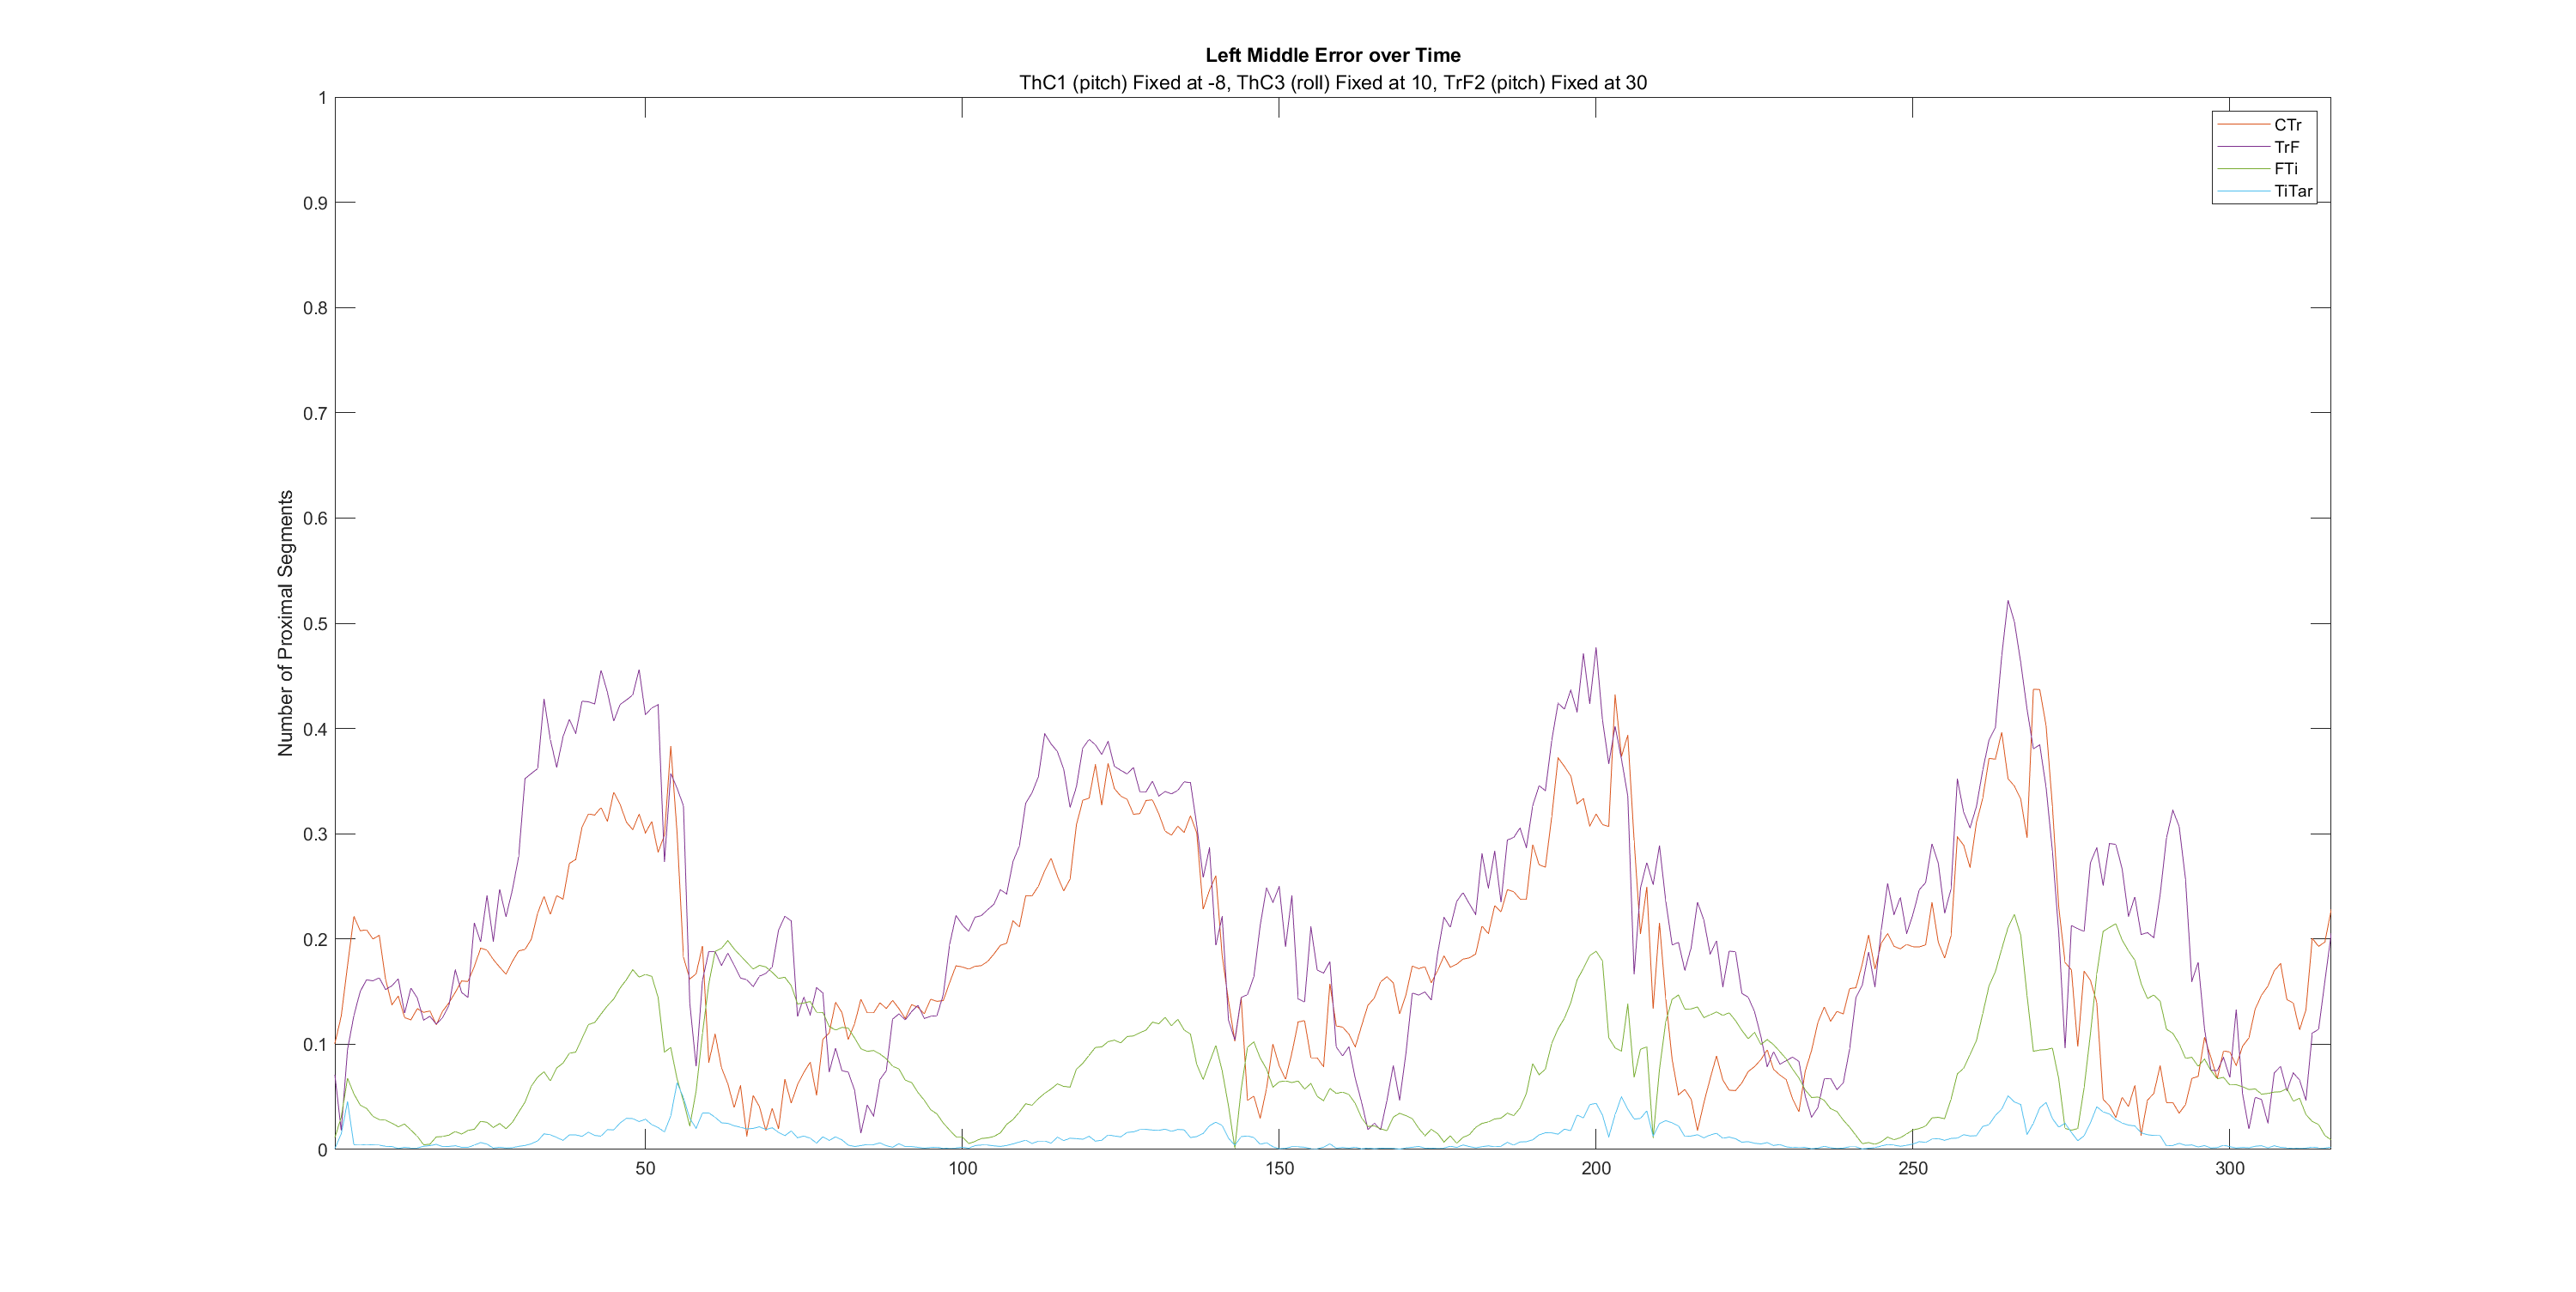 Left Middle Error over Time
ThC1 (pitch) Fixed at -8, ThC3 (roll) Fixed at 10, TrF2 (pitch) Fixed at 30
CTr
TrF
FTi
TiTar
Number of Proximal Segments
1
0.9
0.8
0.7
0.6
0.5
0.4
0.3
0.2
0.1
0
50 100 150 200 250 300